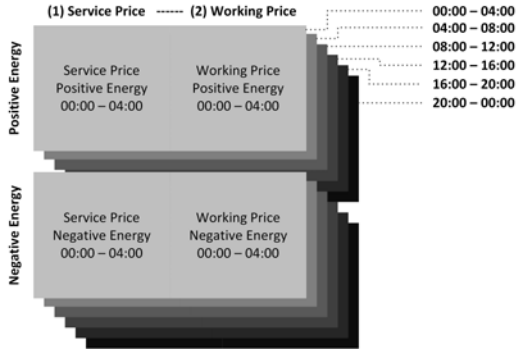 (1) Service Price ------ (2) Working Price
00:00 – 04:00
04:00 – 08:00
08:00 – 12:00
12:00 – 16:00
16:00 – 20:00
20:00 – 00:00
Positive Energy
Service Price
Positive Energy
00:00 – 04:00
Working Price
Positive Energy
00:00 – 04:00
Negative Energy
Service Price
Negative Energy
00:00 – 04:00
Working Price
Negative Energy
00:00 – 04:00